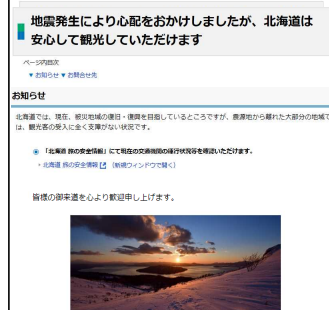 地震発生により心配をおかけしましたが、北海道は
安心して観光していただけます
ページ内目次
▼ お知らせ ▼ お問合せ先
お知らせ
北海道では、現在、被災地域の復旧・復興を目指しているところですが、震源地から離れた大部分の地域で
は、観光客の受入に全く支障がない状況です。
「北海道 旅の安全情報」にて現在の交通機関の運行状況等を確認いただけます。
・北海道 旅の安全情報 (新規ウィンドウで開く)
皆様の御来道を心より歓迎申し上げます。